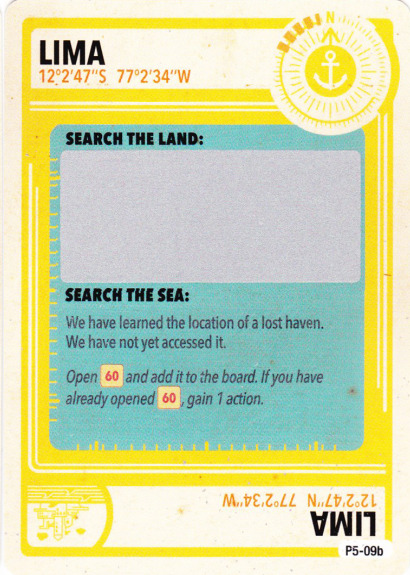 N
LIMA
12°2'47"S 77°2'34"W
SEARCH THE LAND:
SEARCH THE SEA:
We have learned the location of a lost haven.
We have not yet accessed it.
Open 60 and add it to the board. If you have
already opened 60, gain 1 action.
LIMA
12°2'47"N 77°2'34"W
P5-09b